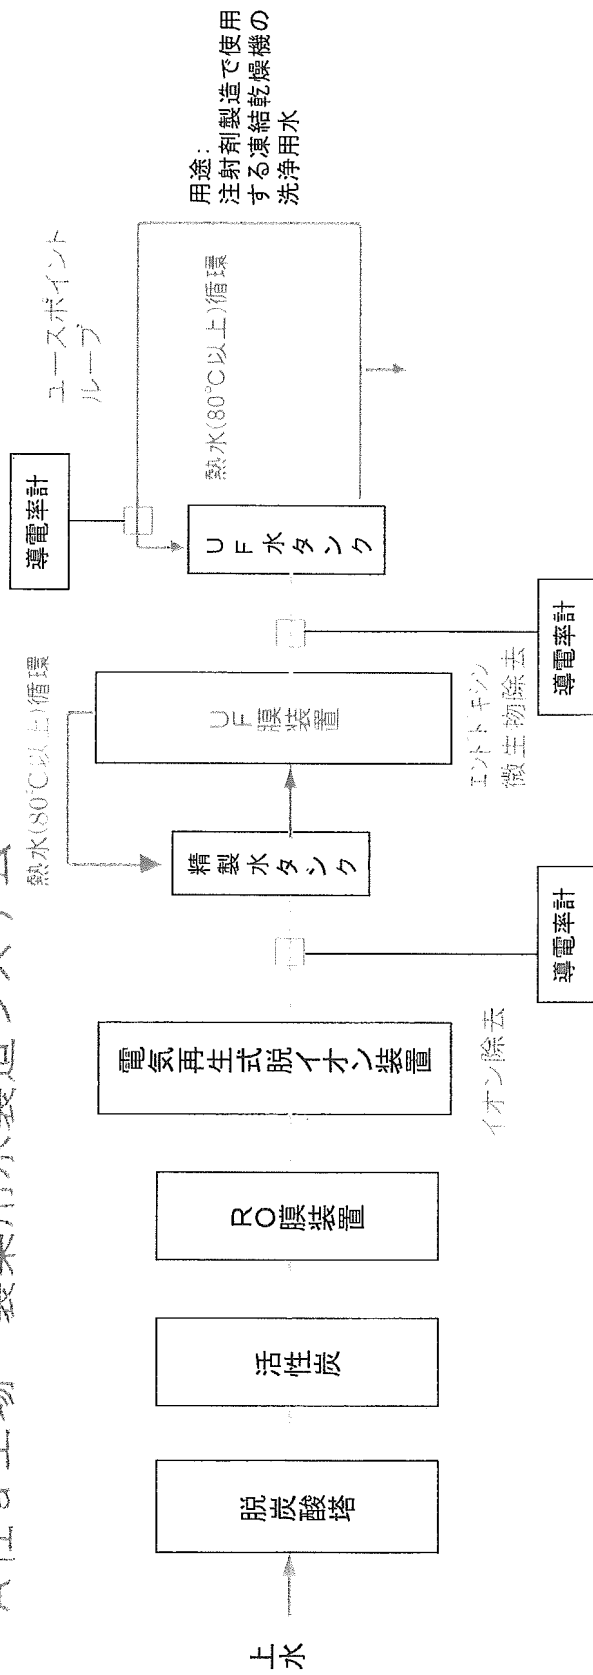 ユースポイント
ループ
導電率計
熱水(80℃以上)循環
熱水(80℃以上)循環
用途:
注射剤製造で使用
する凍結乾燥機の
洗浄用水
上水
脱炭酸塔
活性炭
RO膜装置
電気再生式脱イオン装置
精製水タンク
UF膜装置
UF水タンク
イオン除去
エンドトキシン
微生物除去
導電率計
導電率計